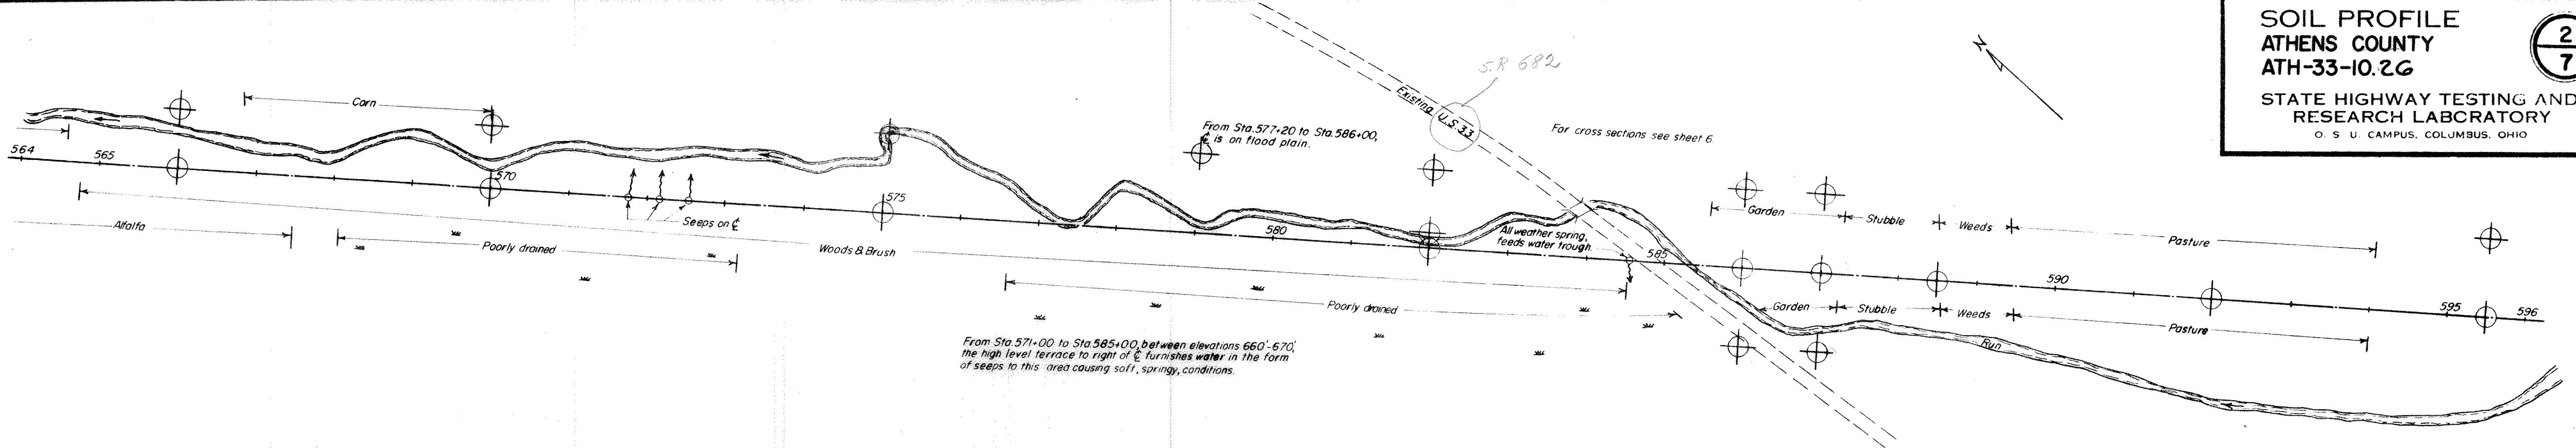 SOIL PROFILE
ATHENS COUNTY
ATH-33-10.26
2
7
STATE HIGHWAY TESTING AND
RESEARCH LABORATORY
O. S. U. CAMPUS, COLUMBUS, OHIO
N
S.R 682
Existing U.S.33
For cross sections see sheet 6
From Sta.577+20 to Sta.586+00,
℄ is on flood plain.
Corn
564
565
570
575
580
585
590
595
596
Alfalfa
Poorly drained
Seeps on ℄
Woods & Brush
Poorly drained
All weather spring,
feeds water trough.
Garden
Stubble
Weeds
Pasture
Garden
Stubble
Weeds
Pasture
Run
From Sta.571+00 to Sta.585+00, between elevations 660'-670',
the high level terrace to right of ℄ furnishes water in the form
of seeps to this area causing soft, springy, conditions.